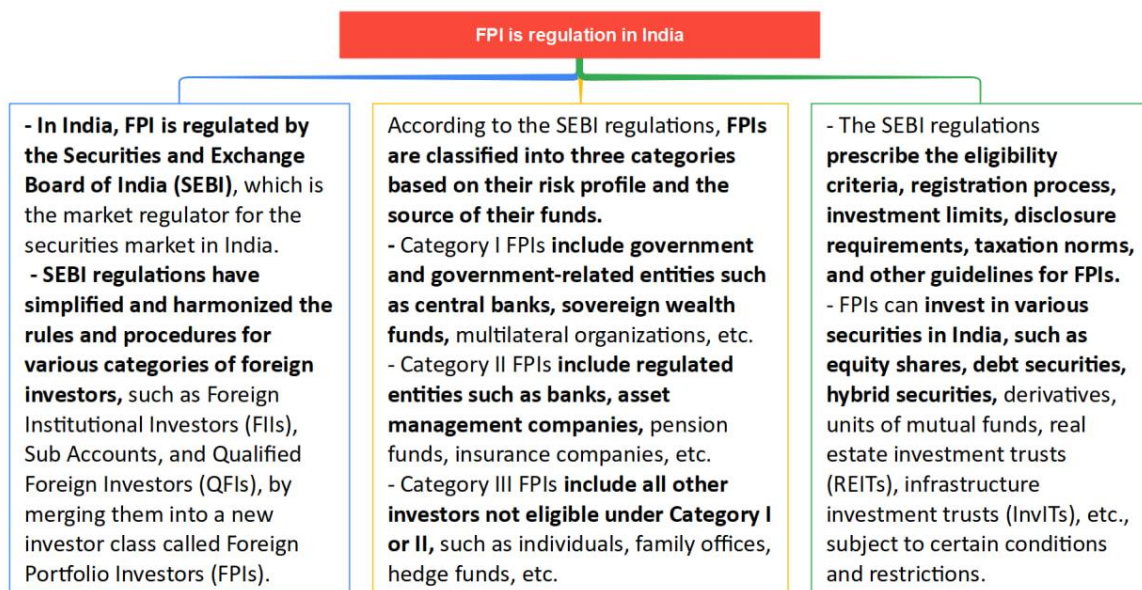 FPI is regulation in India
- In India, FPI is regulated by
the Securities and Exchange
Board of India (SEBI), which is
the market regulator for the
securities market in India.
- SEBI regulations have
simplified and harmonized the
rules and procedures for
various categories of foreign
investors, such as Foreign
Institutional Investors (FIIs),
Sub Accounts, and Qualified
Foreign Investors (QFIs), by
merging them into a new
investor class called Foreign
Portfolio Investors (FPIs).
According to the SEBI regulations, FPIs
are classified into three categories
based on their risk profile and the
source of their funds.
- Category I FPIs include government
and government-related entities such
as central banks, sovereign wealth
funds, multilateral organizations, etc.
- Category II FPIs include regulated
entities such as banks, asset
management companies, pension
funds, insurance companies, etc.
- Category III FPIs include all other
investors not eligible under Category I
or II, such as individuals, family offices,
hedge funds, etc.
- The SEBI regulations
prescribe the eligibility
criteria, registration process,
investment limits, disclosure
requirements, taxation norms,
and other guidelines for FPIs.
- FPIs can invest in various
securities in India, such as
equity shares, debt securities,
hybrid securities, derivatives,
units of mutual funds, real
estate investment trusts
(REITs), infrastructure
investment trusts (InvITs), etc.,
subject to certain conditions
and restrictions.